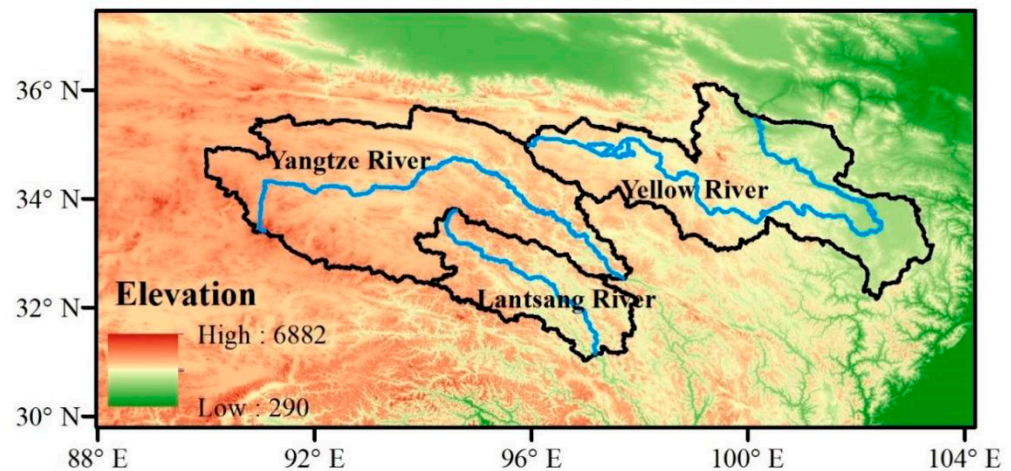 36° N
34° N
32° N
30° N
Yangtze River
Yellow River
Lantsang River
Elevation
High : 6882
Low : 290
88° E
92° E
96° E
100° E
104° E